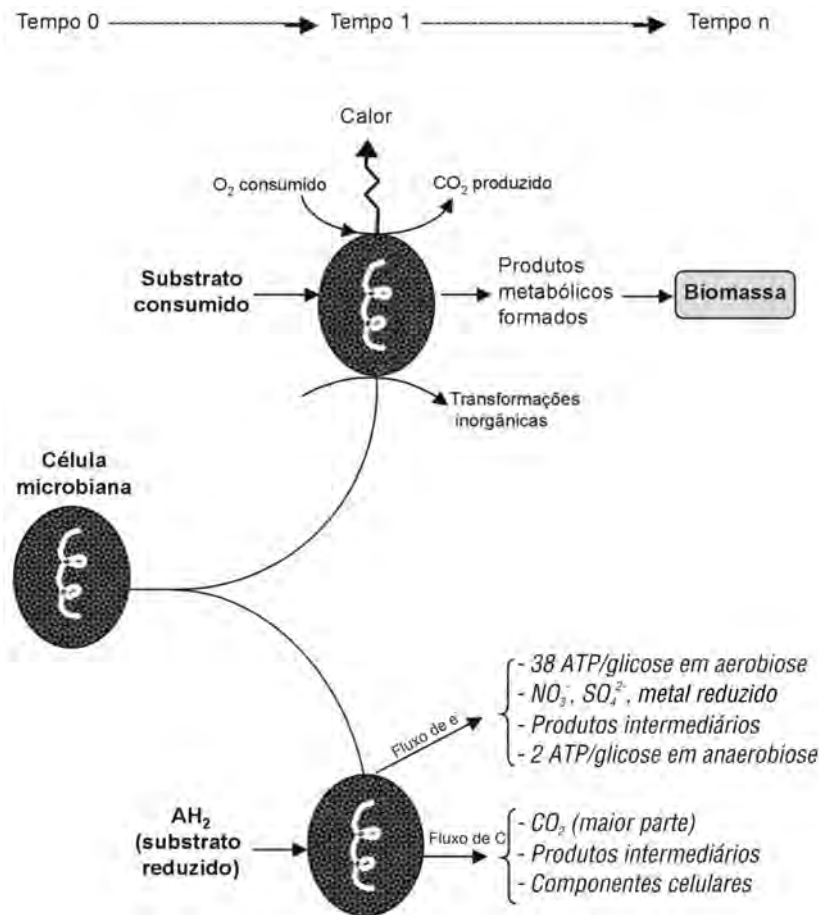 Tempo 0
Tempo 1
Tempo n
Calor
O₂ consumido
CO₂ produzido
Substrato
consumido
Produtos
metabólicos
formados
Biomassa
Transformações
inorgânicas
Célula
microbiana
- 38 ATP/glicose em aerobiose
- NO₃⁻, SO₄²⁻, metal reduzido
- Produtos intermediários
- 2 ATP/glicose em anaerobiose
Fluxo de e⁻
AH₂
(substrato
reduzido)
Fluxo de C
- CO₂ (maior parte)
- Produtos intermediários
- Componentes celulares